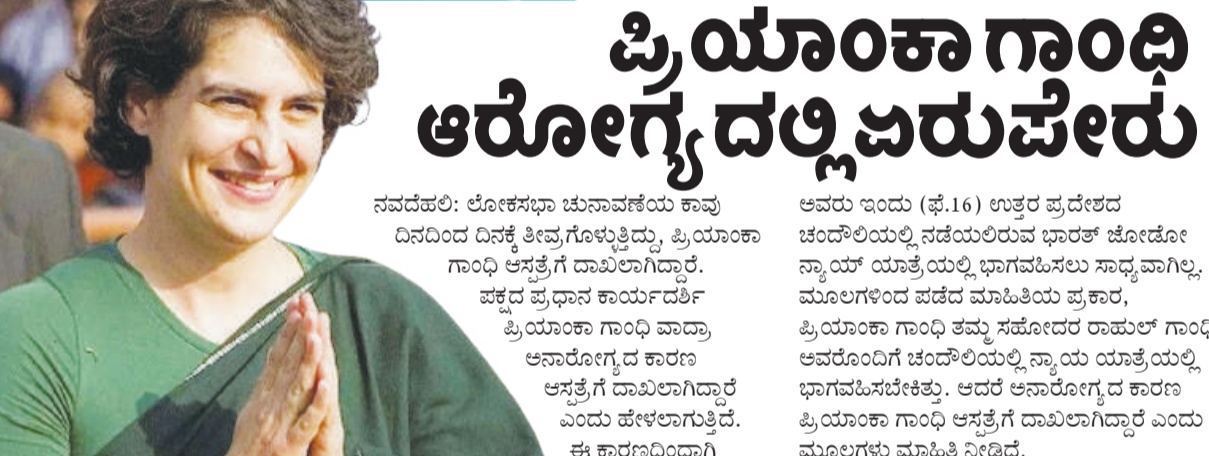 ಪ್ರಿಯಾಂಕಾ ಗಾಂಧಿ
ಆರೋಗ್ಯದಲ್ಲಿ ಏರುಪೇರು
ನವದೆಹಲಿ: ಲೋಕಸಭಾ ಚುನಾವಣೆಯ ಕಾವು
ದಿನದಿಂದ ದಿನಕ್ಕೆ ತೀವ್ರಗೊಳ್ಳುತ್ತಿದ್ದು, ಪ್ರಿಯಾಂಕಾ
ಗಾಂಧಿ ಆಸ್ಪತ್ರೆಗೆ ದಾಖಲಾಗಿದ್ದಾರೆ.
ಪಕ್ಷದ ಪ್ರಧಾನ ಕಾರ್ಯದರ್ಶಿ
ಪ್ರಿಯಾಂಕಾ ಗಾಂಧಿ ವಾದ್ರಾ
ಅನಾರೋಗ್ಯದ ಕಾರಣ
ಆಸ್ಪತ್ರೆಗೆ ದಾಖಲಾಗಿದ್ದಾರೆ
ಎಂದು ಹೇಳಲಾಗುತ್ತಿದೆ.
ಈ ಕಾರಣದಿಂದಾಗಿ
ಅವರು ಇಂದು (ಫೆ.16) ಉತ್ತರ ಪ್ರದೇಶದ
ಚಂದೌಲಿಯಲ್ಲಿ ನಡೆಯಲಿರುವ ಭಾರತ್ ಜೋಡೋ
ನ್ಯಾಯ್ ಯಾತ್ರೆಯಲ್ಲಿ ಭಾಗವಹಿಸಲು ಸಾಧ್ಯವಾಗಿಲ್ಲ.
ಮೂಲಗಳಿಂದ ಪಡೆದ ಮಾಹಿತಿಯ ಪ್ರಕಾರ,
ಪ್ರಿಯಾಂಕಾ ಗಾಂಧಿ ತಮ್ಮ ಸಹೋದರ ರಾಹುಲ್ ಗಾಂಧಿ
ಅವರೊಂದಿಗೆ ಚಂದೌಲಿಯಲ್ಲಿ ನ್ಯಾಯ ಯಾತ್ರೆಯಲ್ಲಿ
ಭಾಗವಹಿಸಬೇಕಿತ್ತು. ಆದರೆ ಅನಾರೋಗ್ಯದ ಕಾರಣ
ಪ್ರಿಯಾಂಕಾ ಗಾಂಧಿ ಆಸ್ಪತ್ರೆಗೆ ದಾಖಲಾಗಿದ್ದಾರೆ ಎಂದು
ಮೂಲಗಳು ಮಾಹಿತಿ ನೀಡಿದೆ.